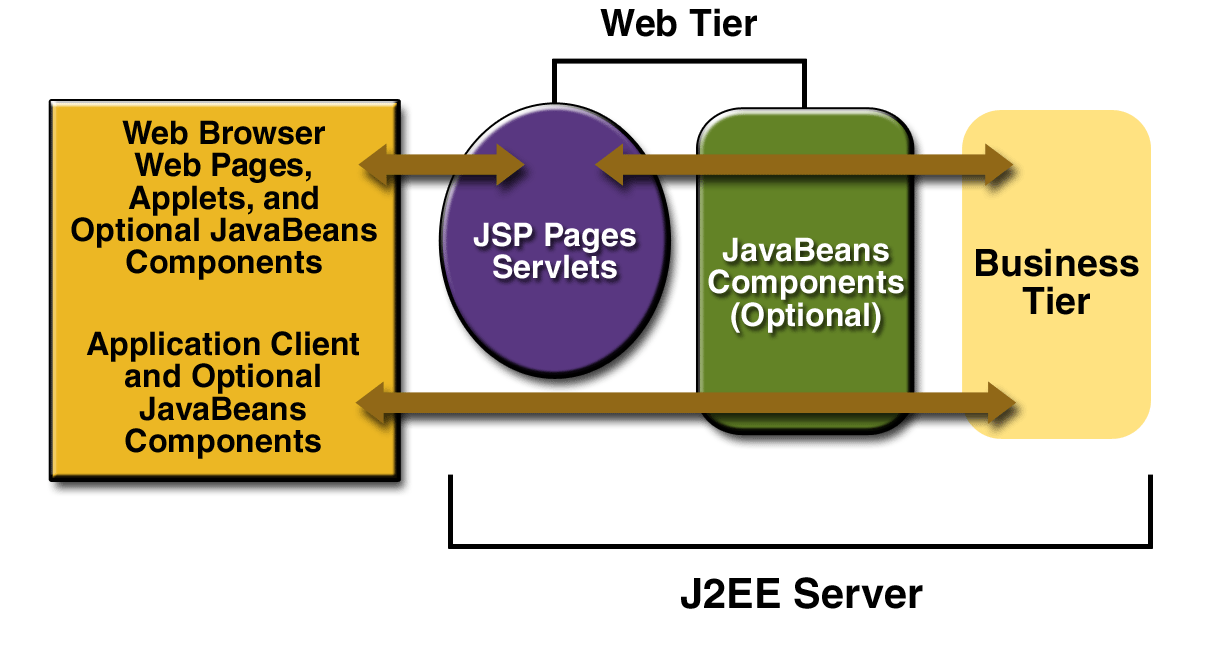 Web Tier
Web Browser
Web Pages,
Applets, and
Optional JavaBeans
Components
Application Client
and Optional
JavaBeans
Components
JSP Pages
Servlets
JavaBeans
Components
(Optional)
Business
Tier
J2EE Server